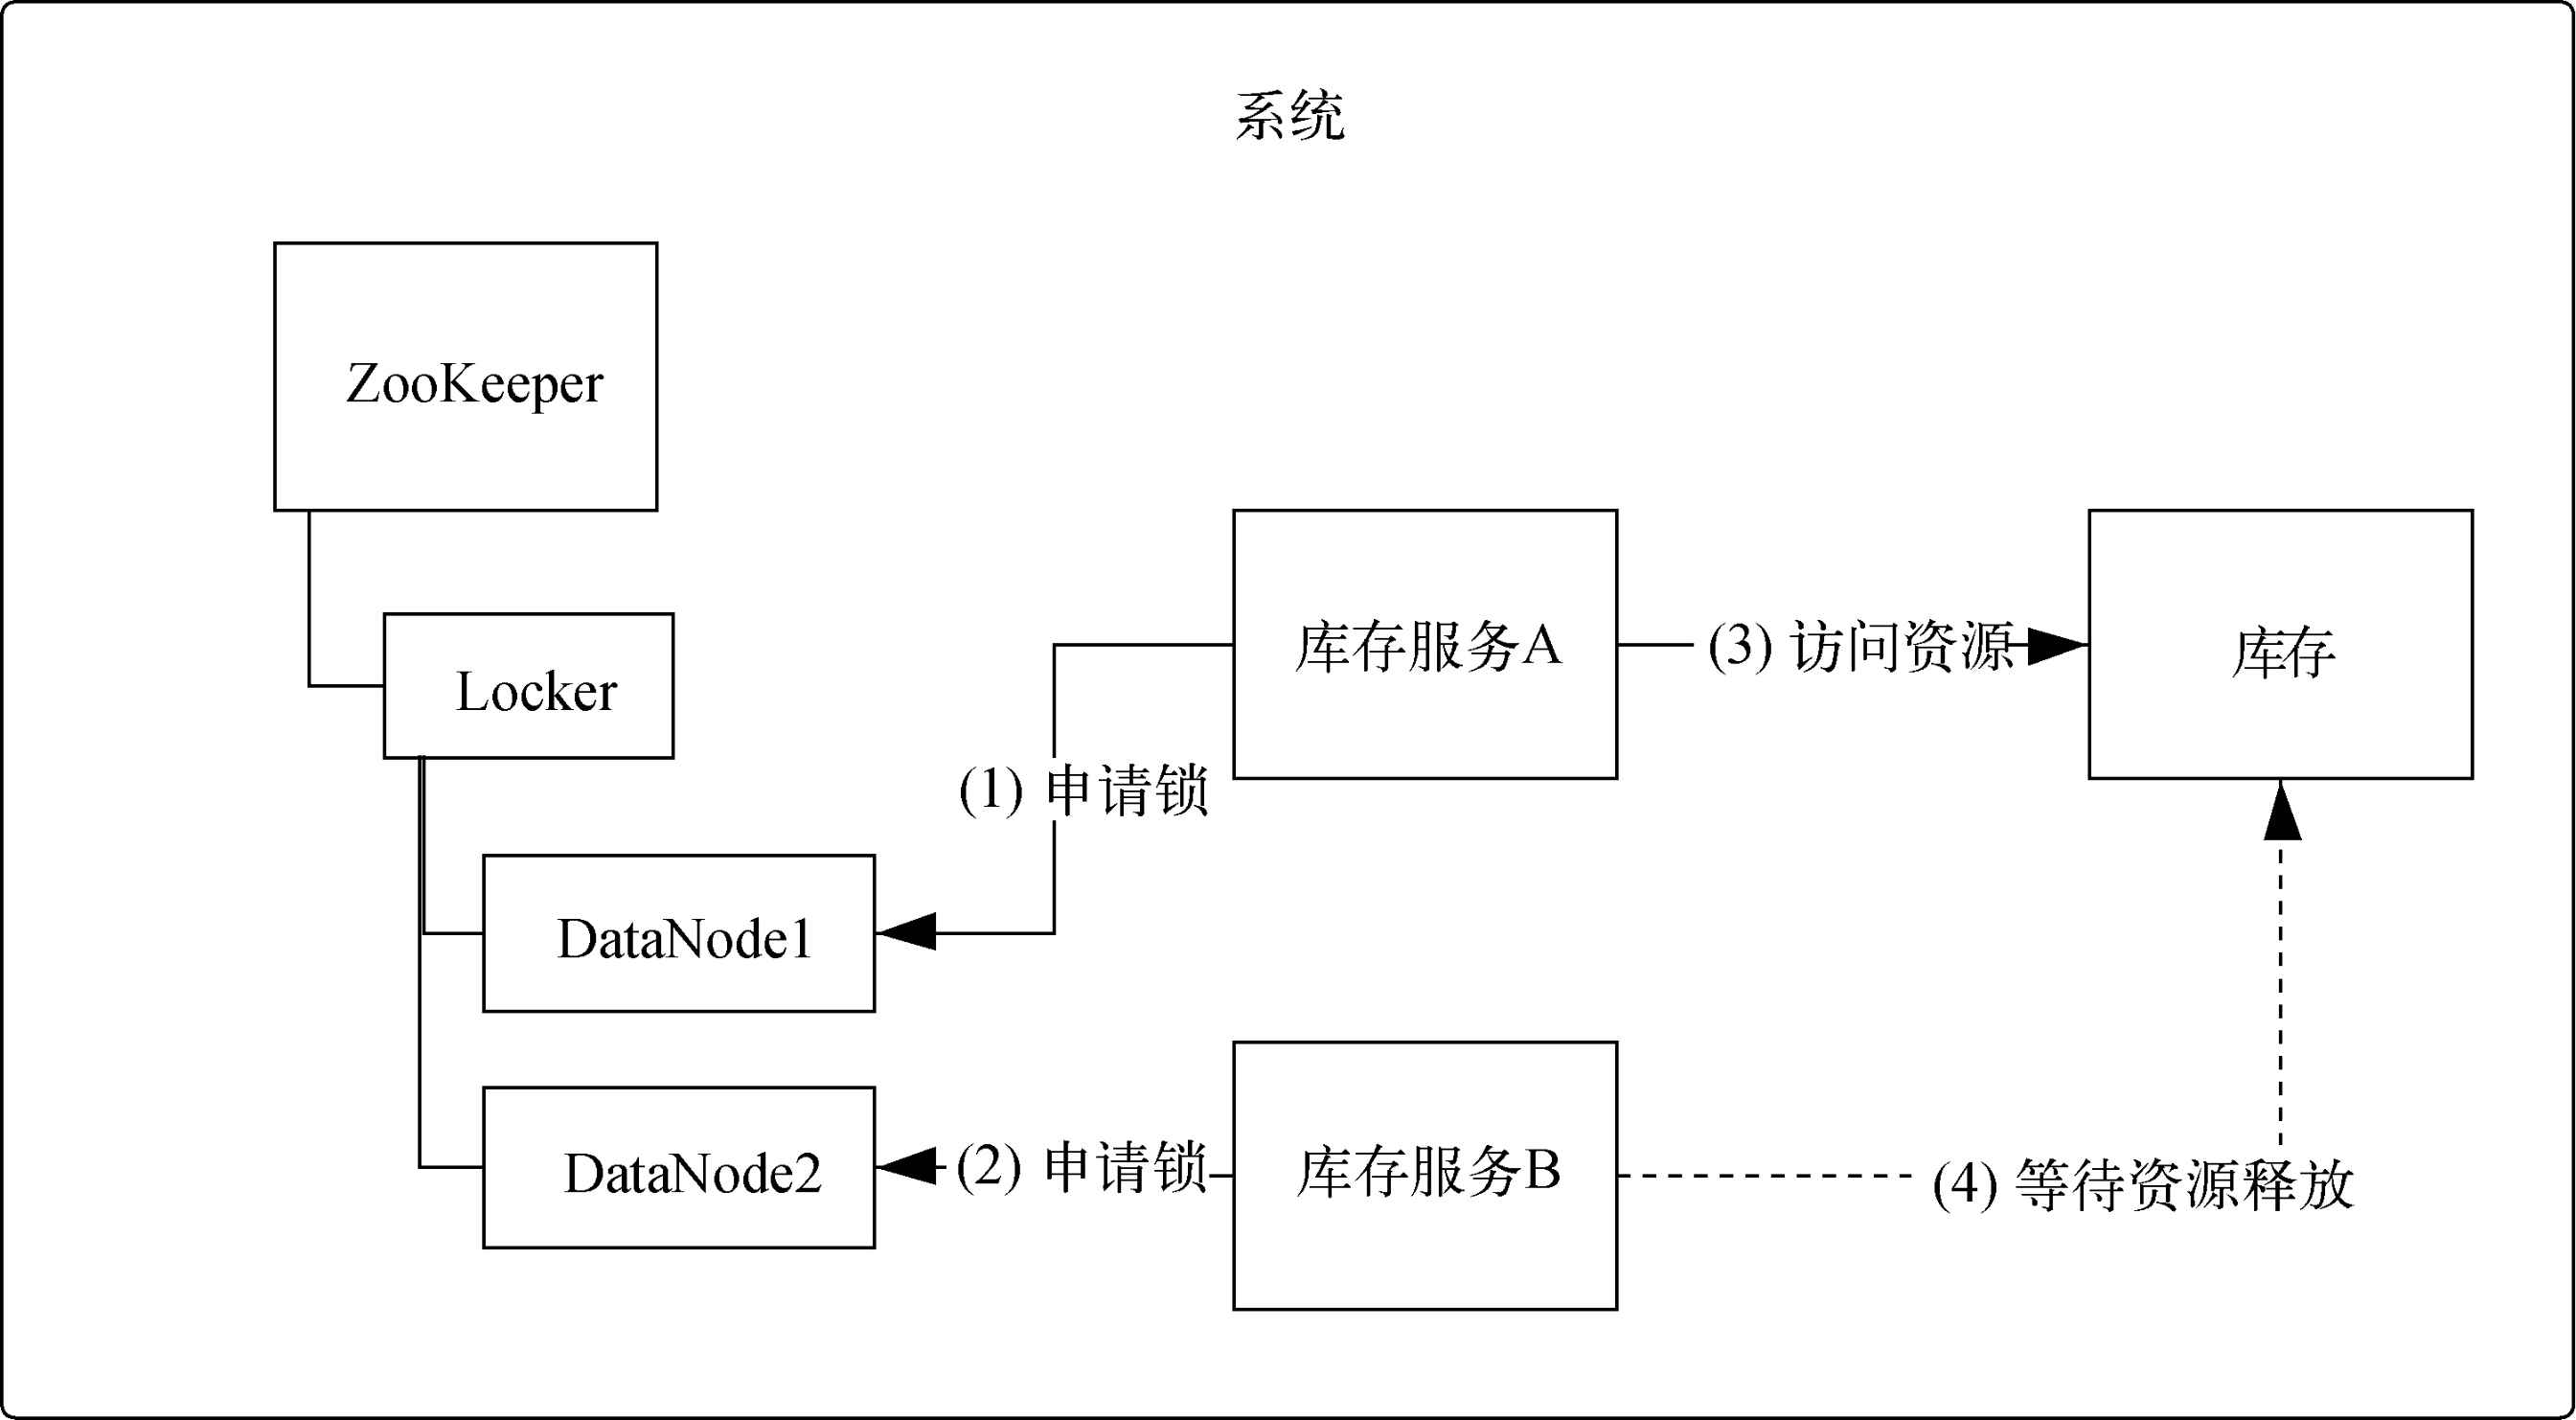 系统
ZooKeeper
Locker
DataNode1
DataNode2
(1) 申请锁
(2) 申请锁
库存服务A
库存服务B
(3) 访问资源
(4) 等待资源释放
库存